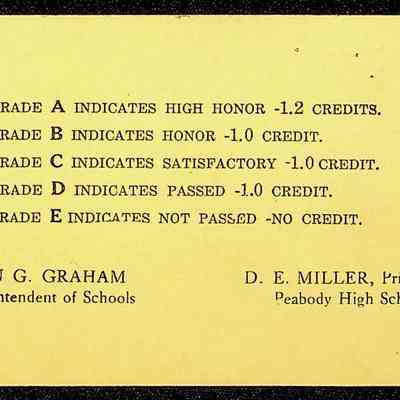 RADE A INDICATES HIGH HONOR -1.2 CREDITS.
RADE B INDICATES HONOR -1.0 CREDIT.
RADE C INDICATES SATISFACTORY -1.0 CREDIT.
RADE D INDICATES PASSED -1.0 CREDIT.
RADE E INDICATES NOT PASSED -NO CREDIT.
G. GRAHAM
ntendent of Schools
D. E. MILLER, Pri
Peabody High Sch